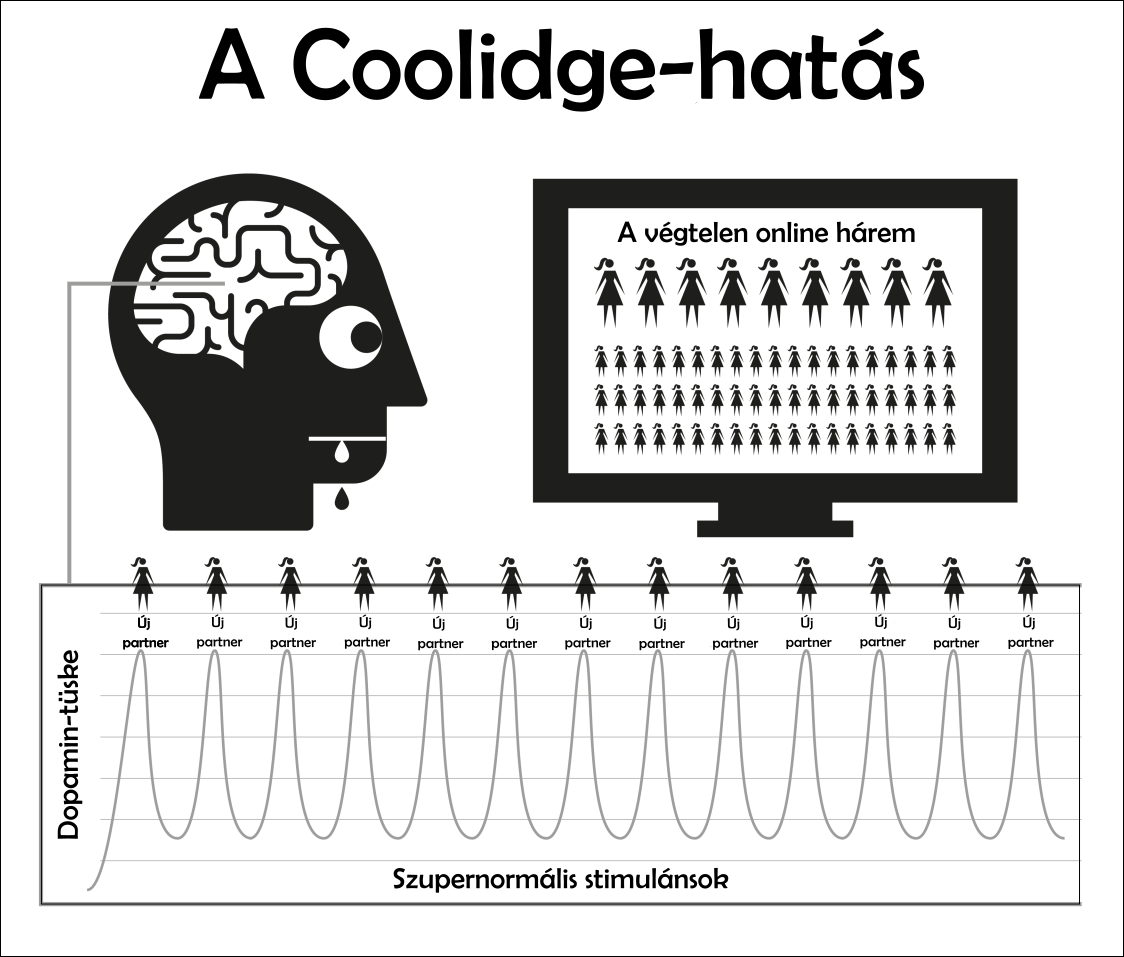 A Coolidge-hatás
A végtelen online hárem
Új
partner
Új
partner
Új
partner
Új
partner
Új
partner
Új
partner
Új
partner
Új
partner
Új
partner
Új
partner
Új
partner
Új
partner
Új
partner
Dopamin-tüske
Szupernormális stimulánsok